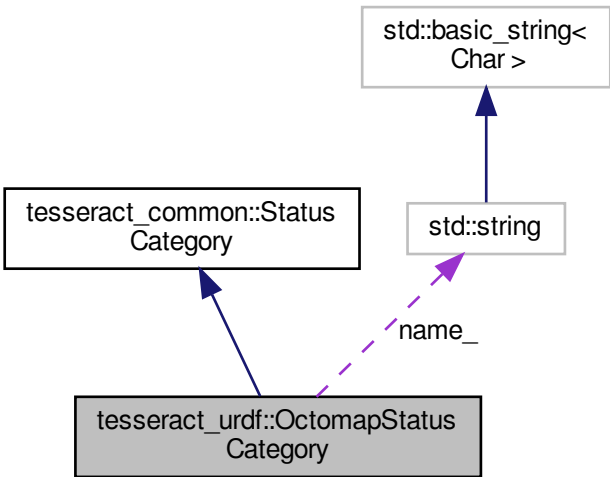 std::basic_string<
Char >
tesseract_common::Status
Category
std::string
name_
tesseract_urdf::OctomapStatus
Category